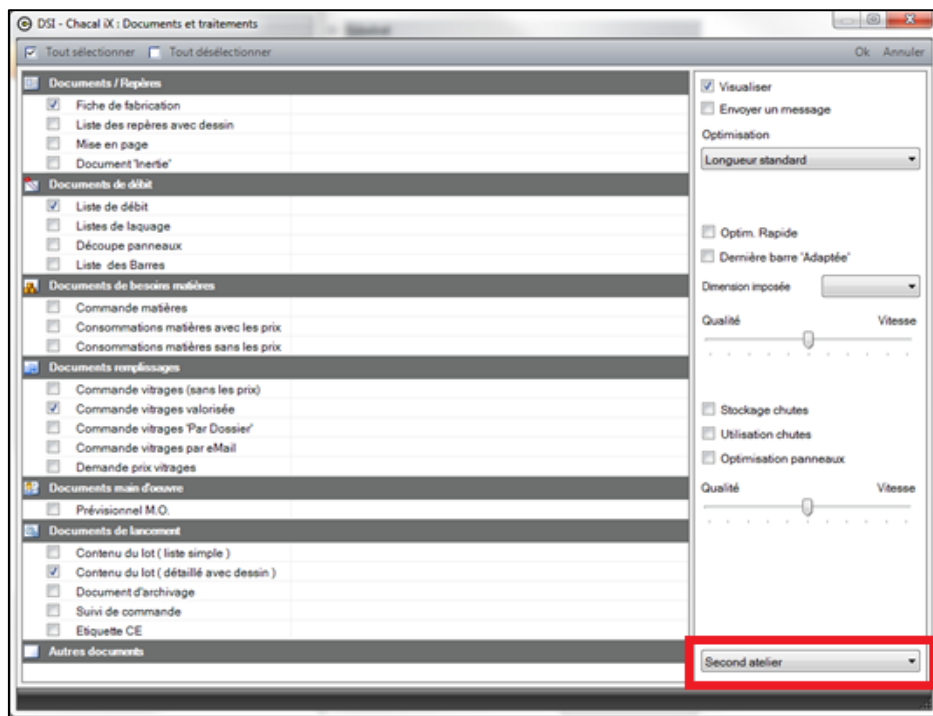 DSI - Chacal iX : Documents et traitements
Tout sélectionner Tout désélectionner Ok Annuler
Documents / Repères
Fiche de fabrication
Liste des repères avec dessin
Mise en page
Document 'Inertie'
Documents de débit
Liste de débit
Listes de laquage
Découpe panneaux
Liste des Barres
Documents de besoins matières
Commande matières
Consommations matières avec les prix
Consommations matières sans les prix
Documents remplissages
Commande vitrages (sans les prix)
Commande vitrages valorisée
Commande vitrages 'Par Dossier'
Commande vitrages par eMail
Demande prix vitrages
Documents main d'oeuvre
Prévisionnel M.O.
Documents de lancement
Contenu du lot ( liste simple )
Contenu du lot ( détaillé avec dessin )
Document d'archivage
Suivi de commande
Etiquette CE
Autres documents
Visualiser
Envoyer un message
Optimisation
Longueur standard
Optim. Rapide
Dernière barre 'Adaptée'
Dimension imposée
Qualité Vitesse
Stockage chutes
Utilisation chutes
Optimisation panneaux
Qualité Vitesse
Second atelier